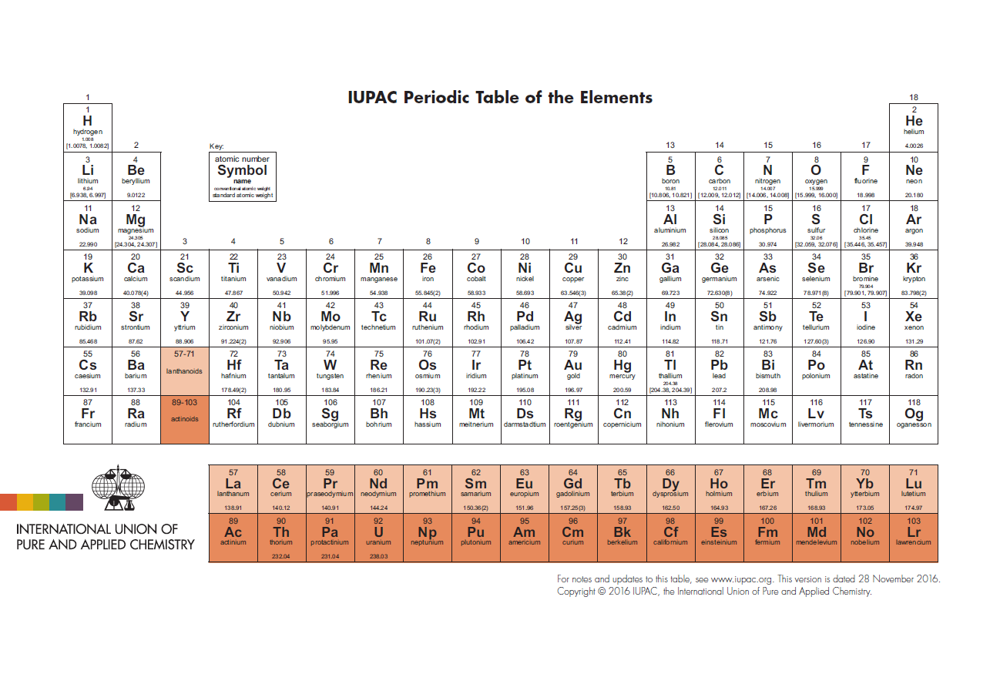 IUPAC Periodic Table of the Elements
1
18
1
H
hydrogen
1.008
[1.0078, 1.0082]
2
He
helium
4.0026
2
Key:
13
14
15
16
17
3
Li
lithium
6.94
[6.938, 6.997]
4
Be
beryllium
9.0122
atomic number
Symbol
name
conventional atomic weight
standard atomic weight
5
B
boron
10.81
[10.806, 10.821]
6
C
carbon
12.011
[12.009, 12.012]
7
N
nitrogen
14.007
[14.006, 14.008]
8
O
oxygen
15.999
[15.999, 16.000]
9
F
fluorine
18.998
10
Ne
neon
20.180
11
Na
sodium
22.990
12
Mg
magnesium
24.305
[24.304, 24.307]
3
4
5
6
7
8
9
10
11
12
13
Al
aluminium
26.982
14
Si
silicon
28.085
[28.084, 28.086]
15
P
phosphorus
30.974
16
S
sulfur
32.06
[32.059, 32.076]
17
Cl
chlorine
35.45
[35.446, 35.457]
18
Ar
argon
39.948
19
K
potassium
39.098
20
Ca
calcium
40.078(4)
21
Sc
scandium
44.956
22
Ti
titanium
47.867
23
V
vanadium
50.942
24
Cr
chromium
51.996
25
Mn
manganese
54.938
26
Fe
iron
55.845(2)
27
Co
cobalt
58.933
28
Ni
nickel
58.693
29
Cu
copper
63.546(3)
30
Zn
zinc
65.38(2)
31
Ga
gallium
69.723
32
Ge
germanium
72.630(8)
33
As
arsenic
74.922
34
Se
selenium
78.971(8)
35
Br
bromine
79.904
[79.901, 79.907]
36
Kr
krypton
83.798(2)
37
Rb
rubidium
85.468
38
Sr
strontium
87.62
39
Y
yttrium
88.906
40
Zr
zirconium
91.224(2)
41
Nb
niobium
92.906
42
Mo
molybdenum
95.95
43
Tc
technetium
44
Ru
ruthenium
101.07(2)
45
Rh
rhodium
102.91
46
Pd
palladium
106.42
47
Ag
silver
107.87
48
Cd
cadmium
112.41
49
In
indium
114.82
50
Sn
tin
118.71
51
Sb
antimony
121.76
52
Te
tellurium
127.60(3)
53
I
iodine
126.90
54
Xe
xenon
131.29
55
Cs
caesium
132.91
56
Ba
barium
137.33
57-71
lanthanoids
72
Hf
hafnium
178.49(2)
73
Ta
tantalum
180.95
74
W
tungsten
183.84
75
Re
rhenium
186.21
76
Os
osmium
190.23(3)
77
Ir
iridium
192.22
78
Pt
platinum
195.08
79
Au
gold
196.97
80
Hg
mercury
200.59
81
Tl
thallium
204.38
[204.38, 204.39]
82
Pb
lead
207.2
83
Bi
bismuth
208.98
84
Po
polonium
85
At
astatine
86
Rn
radon
87
Fr
francium
88
Ra
radium
89-103
actinoids
104
Rf
rutherfordium
105
Db
dubnium
106
Sg
seaborgium
107
Bh
bohrium
108
Hs
hassium
109
Mt
meitnerium
110
Ds
darmstadtium
111
Rg
roentgenium
112
Cn
copernicium
113
Nh
nihonium
114
Fl
flerovium
115
Mc
moscovium
116
Lv
livermorium
117
Ts
tennessine
118
Og
oganesson
57
La
lanthanum
138.91
58
Ce
cerium
140.12
59
Pr
praseodymium
140.91
60
Nd
neodymium
144.24
61
Pm
promethium
62
Sm
samarium
150.36(2)
63
Eu
europium
151.96
64
Gd
gadolinium
157.25(3)
65
Tb
terbium
158.93
66
Dy
dysprosium
162.50
67
Ho
holmium
164.93
68
Er
erbium
167.26
69
Tm
thulium
168.93
70
Yb
ytterbium
173.05
71
Lu
lutetium
174.97
89
Ac
actinium
90
Th
thorium
232.04
91
Pa
protactinium
231.04
92
U
uranium
238.03
93
Np
neptunium
94
Pu
plutonium
95
Am
americium
96
Cm
curium
97
Bk
berkelium
98
Cf
californium
99
Es
einsteinium
100
Fm
fermium
101
Md
mendelevium
102
No
nobelium
103
Lr
lawrencium
INTERNATIONAL UNION OF
PURE AND APPLIED CHEMISTRY
For notes and updates to this table, see www.iupac.org. This version is dated 28 November 2016.
Copyright © 2016 IUPAC, the International Union of Pure and Applied Chemistry.